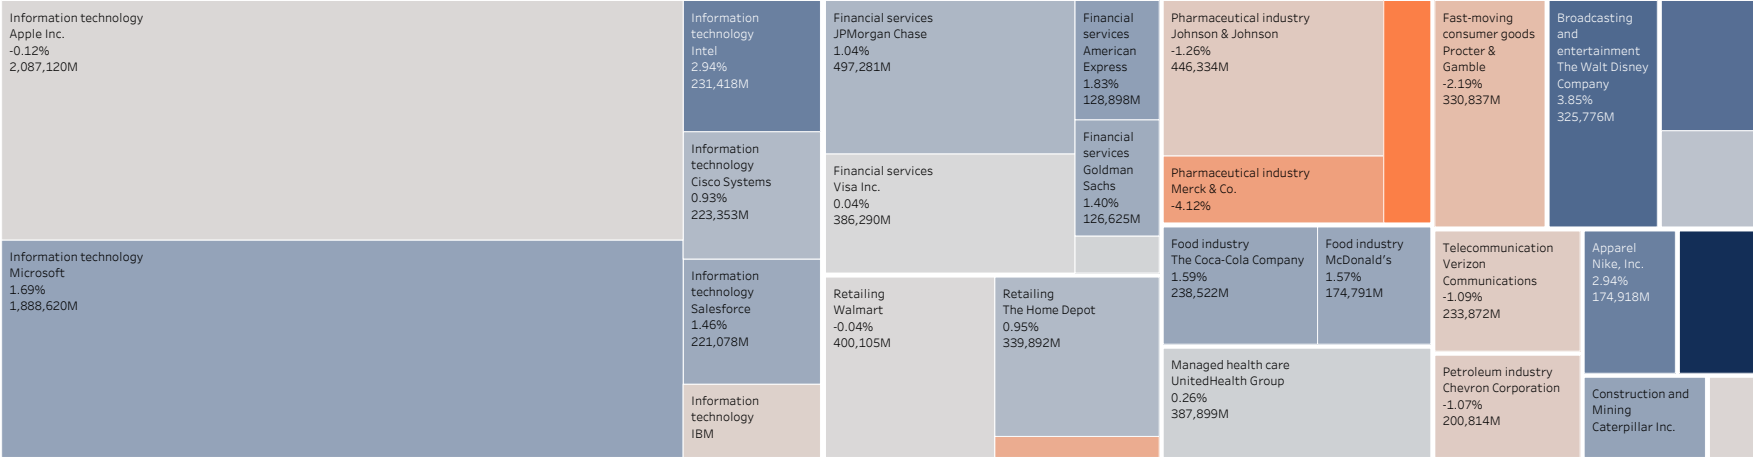 Information technology
Apple Inc.
-0.12%
2,087,120M
Information technology
Microsoft
1.69%
1,888,620M
Information
technology
Intel
2.94%
231,418M
Information
technology
Cisco Systems
0.93%
223,353M
Information
technology
Salesforce
1.46%
221,078M
Information
technology
IBM
Financial services
JPMorgan Chase
1.04%
497,281M
Financial services
Visa Inc.
0.04%
386,290M
Financial
services
American
Express
1.83%
128,898M
Financial
services
Goldman
Sachs
1.40%
126,625M
Retailing
Walmart
-0.04%
400,105M
Retailing
The Home Depot
0.95%
339,892M
Pharmaceutical industry
Johnson & Johnson
-1.26%
446,334M
Pharmaceutical industry
Merck & Co.
-4.12%
Food industry
The Coca-Cola Company
1.59%
238,522M
Food industry
McDonald's
1.57%
174,791M
Managed health care
UnitedHealth Group
0.26%
387,899M
Fast-moving
consumer goods
Procter &
Gamble
-2.19%
330,837M
Broadcasting
and
entertainment
The Walt Disney
Company
3.85%
325,776M
Telecommunication
Verizon
Communications
-1.09%
233,872M
Petroleum industry
Chevron Corporation
-1.07%
200,814M
Apparel
Nike, Inc.
2.94%
174,918M
Construction and
Mining
Caterpillar Inc.